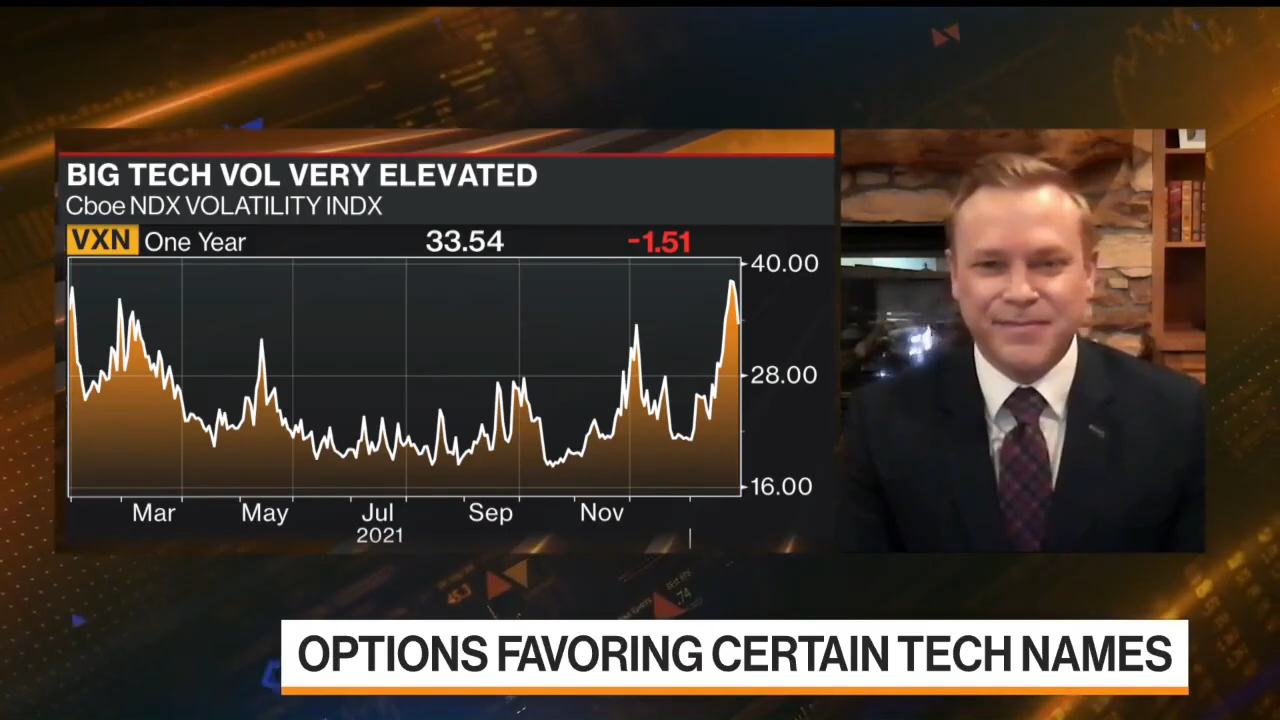 BIG TECH VOL VERY ELEVATED
Cboe NDX VOLATILITY INDX
VXN One Year 33.54 -1.51
40.00
28.00
16.00
Mar May Jul Sep Nov
2021
OPTIONS FAVORING CERTAIN TECH NAMES